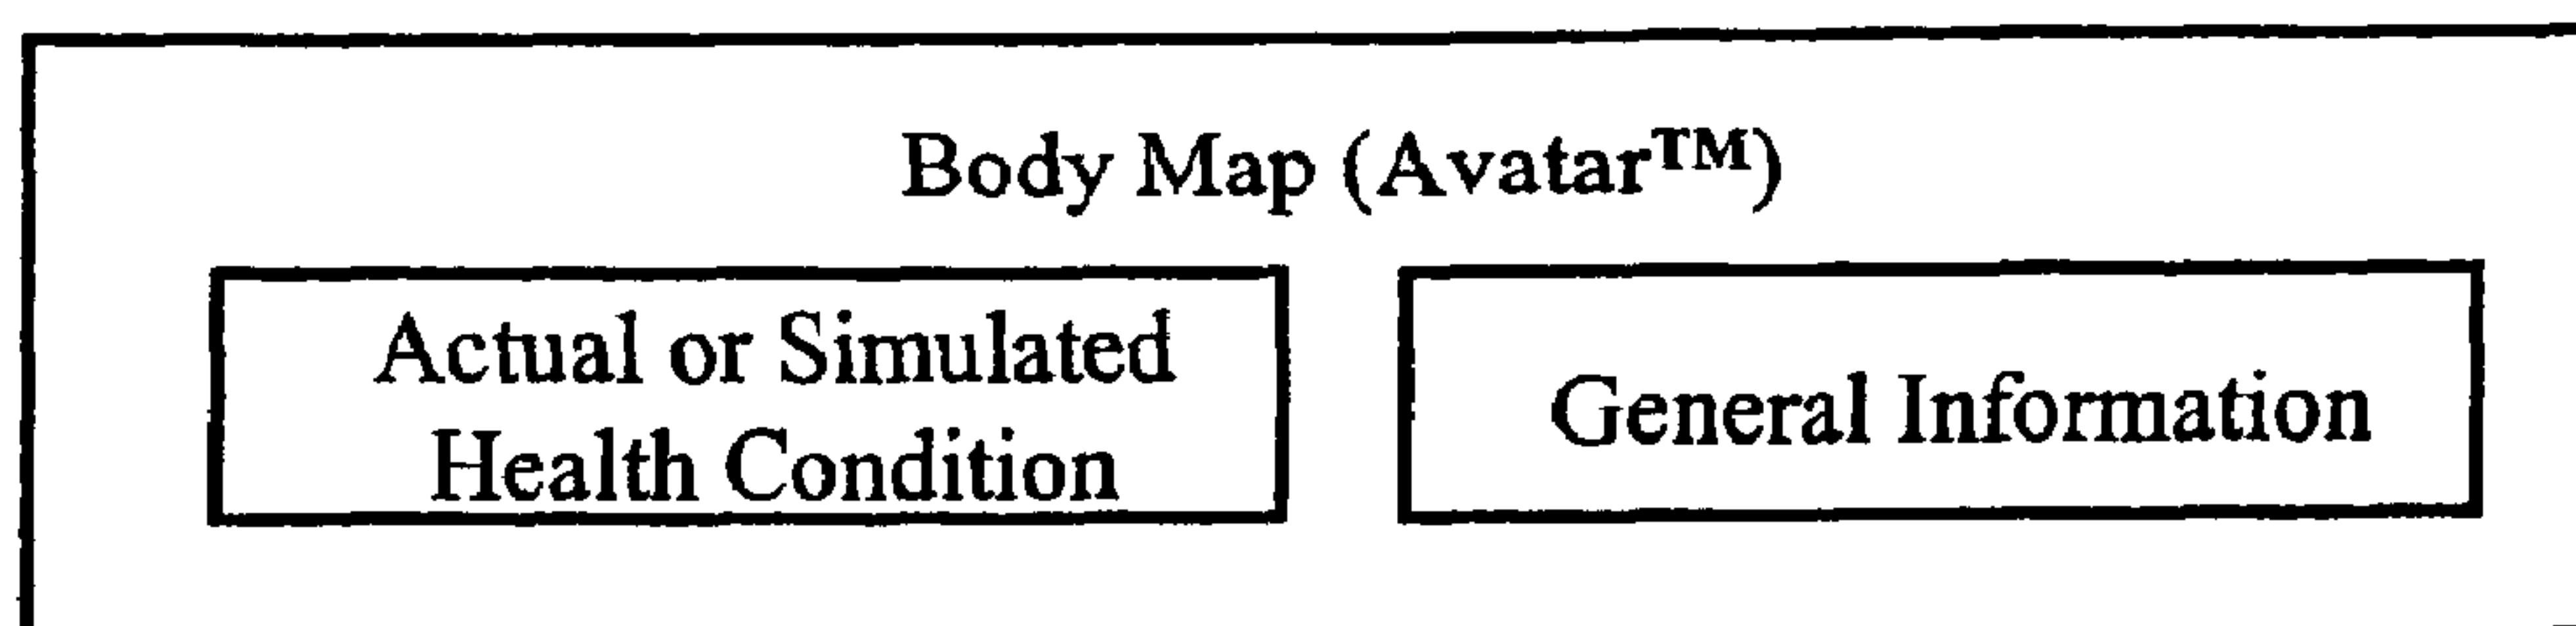 Body Map (Avatar™)
Actual or Simulated
Health Condition
General Information